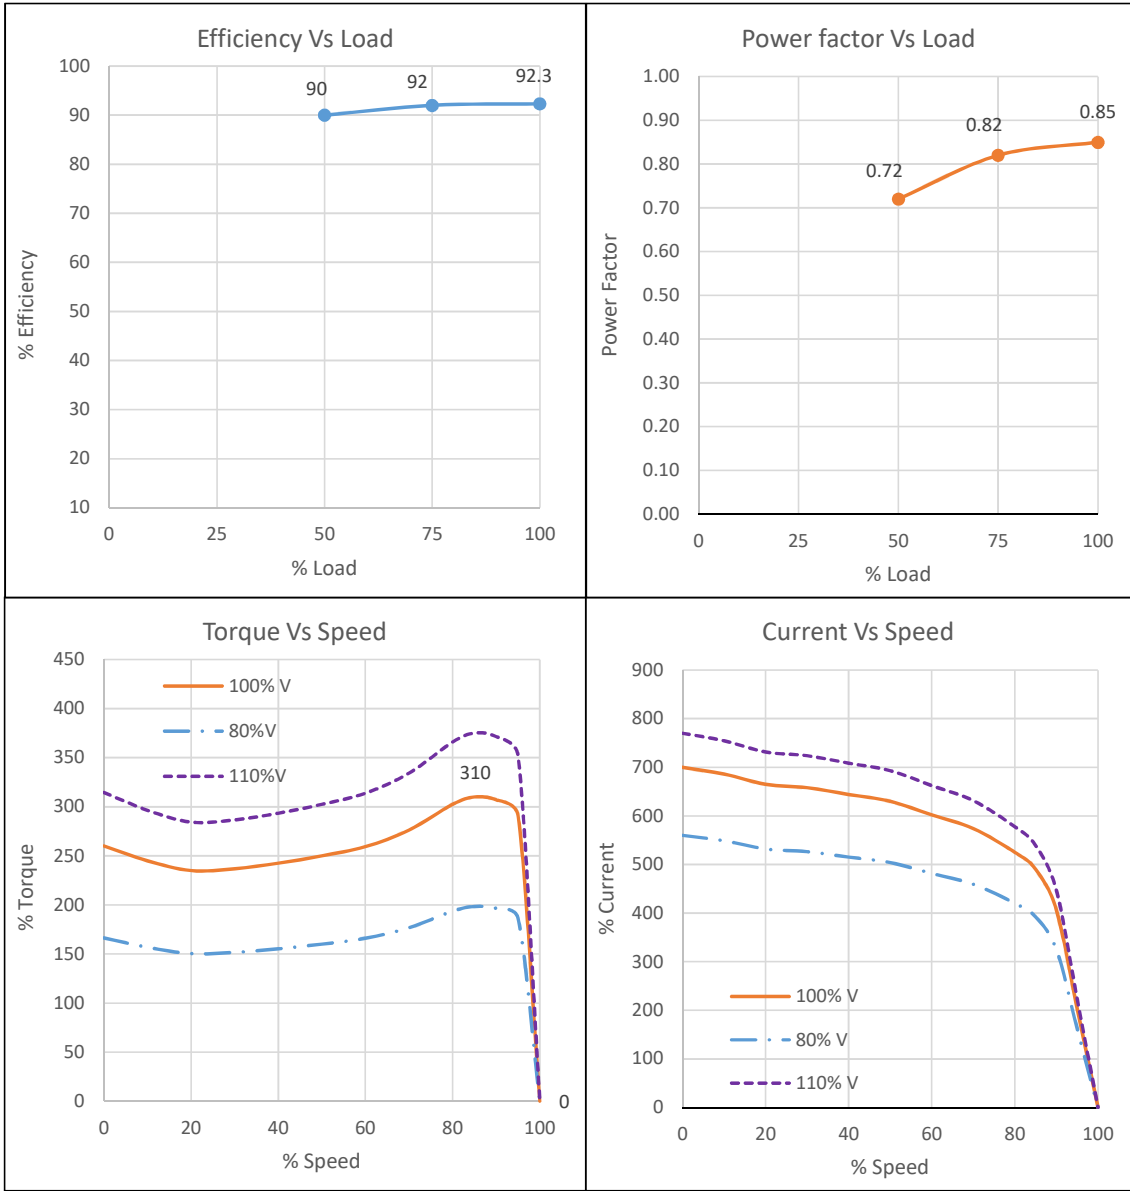 Efficiency Vs Load
100
90
80
70
60
50
40
30
20
10
% Efficiency
90
92
92.3
0 25 50 75 100
% Load
Power factor Vs Load
1.00
0.90
0.80
0.70
0.60
0.50
0.40
0.30
0.20
0.10
0.00
Power Factor
0.72
0.82
0.85
0 25 50 75 100
% Load
Torque Vs Speed
450
400
350
300
250
200
150
100
50
0
% Torque
100% V
80%V
110%V
310
0
0 20 40 60 80 100
% Speed
Current Vs Speed
900
800
700
600
500
400
300
200
100
0
% Current
100% V
80% V
110% V
0 20 40 60 80 100
% Speed